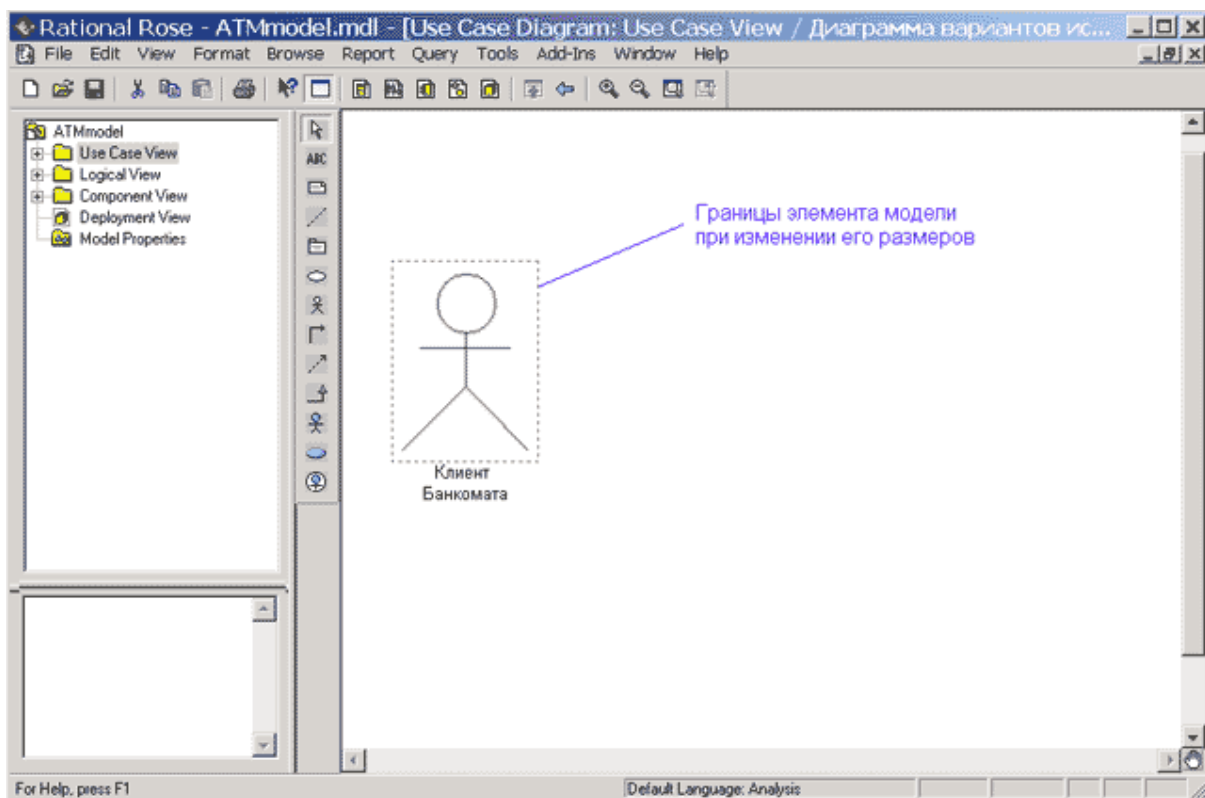 Rational Rose - ATMmodel.mdl - [Use Case Diagram: Use Case View / Диаграмма вариантов ис...
File Edit View Format Browse Report Query Tools Add-Ins Window Help
ATMmodel
Use Case View
Logical View
Component View
Deployment View
Model Properties
ABC
Границы элемента модели
при изменении его размеров
Клиент
Банкомата
For Help, press F1
Default Language: Analysis